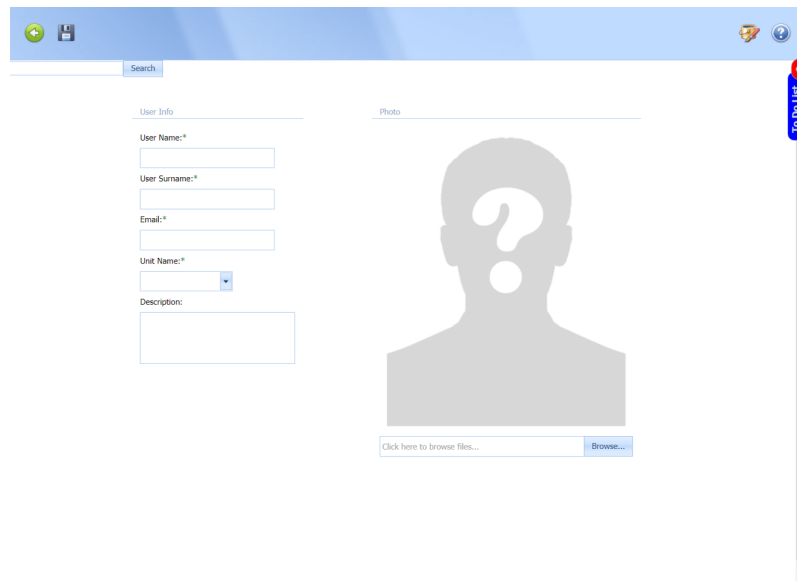 Search
To Do List
User Info
Photo
User Name:*
User Surname:*
Email:*
Unit Name:*
Description:
Click here to browse files...
Browse...